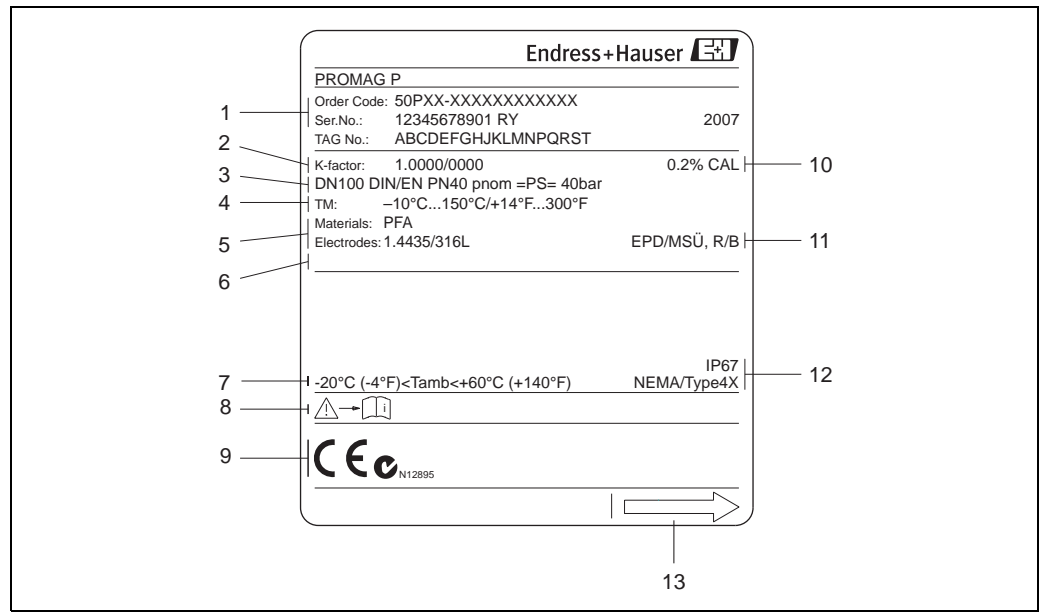 Endress+Hauser
PROMAG P
1
Order Code: 50PXX-XXXXXXXXXXXX
Ser.No.: 12345678901 RY 2007
TAG No.: ABCDEFGHJKLMNPQRST
2
K-factor: 1.0000/0000 0.2% CAL
10
3
DN100 DIN/EN PN40 pnom =PS= 40bar
4
TM: –10°C...150°C/+14°F...300°F
5
Materials: PFA
Electrodes: 1.4435/316L EPD/MSÜ, R/B
11
6
IP67
7
-20°C (-4°F)<Tamb<+60°C (+140°F) NEMA/Type4X
12
8
i
9
CE
N12895
13